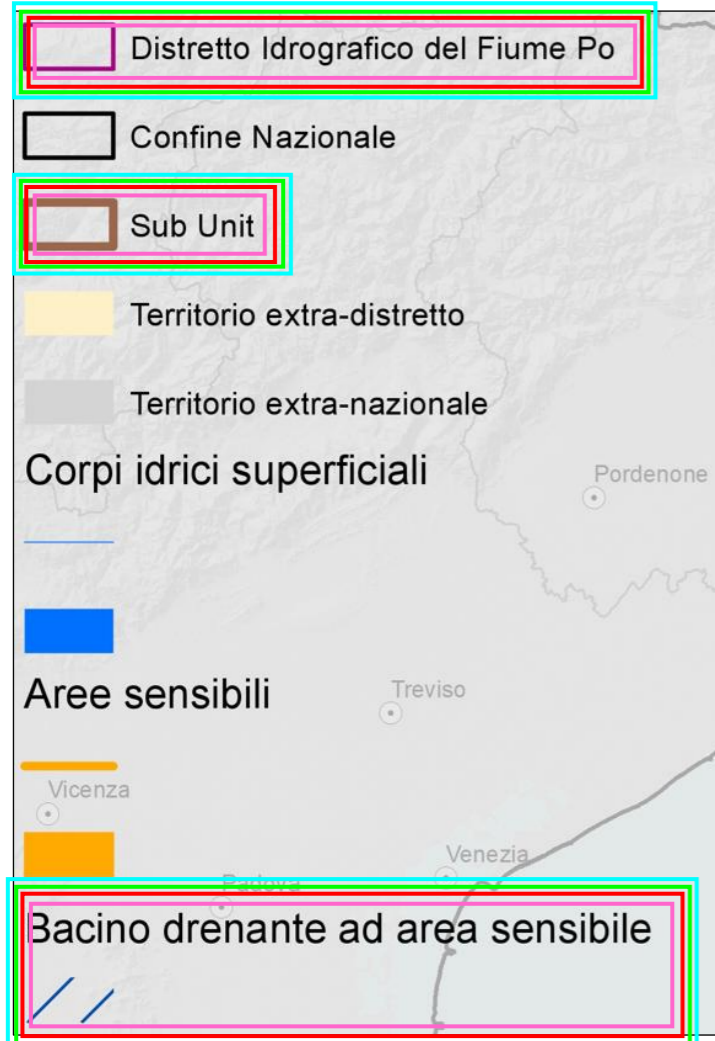 Distretto Idrografico del Fiume Po
Confine Nazionale
Sub Unit
Territorio extra-distretto
Territorio extra-nazionale
Corpi idrici superficiali
Pordenone
Aree sensibili
Treviso
Vicenza
Venezia
Padova
Bacino drenante ad area sensibile